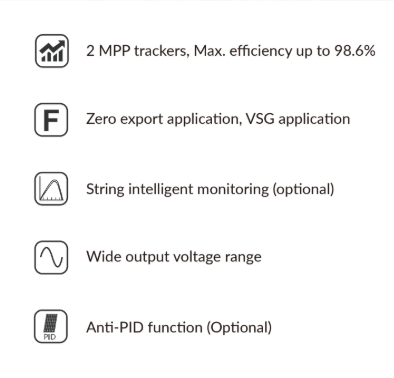 2 MPP trackers, Max. efficiency up to 98.6%
F
Zero export application, VSG application
String intelligent monitoring (optional)
Wide output voltage range
PID
Anti-PID function (Optional)